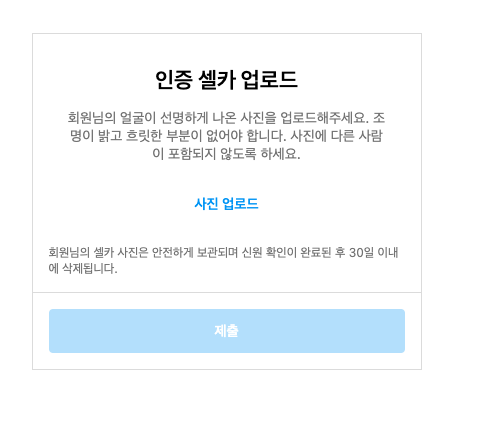 인증 셀카 업로드
회원님의 얼굴이 선명하게 나온 사진을 업로드해주세요. 조
명이 밝고 흐릿한 부분이 없어야 합니다. 사진에 다른 사람
이 포함되지 않도록 하세요.
사진 업로드
회원님의 셀카 사진은 안전하게 보관되며 신원 확인이 완료된 후 30일 이내
에 삭제됩니다.
제출